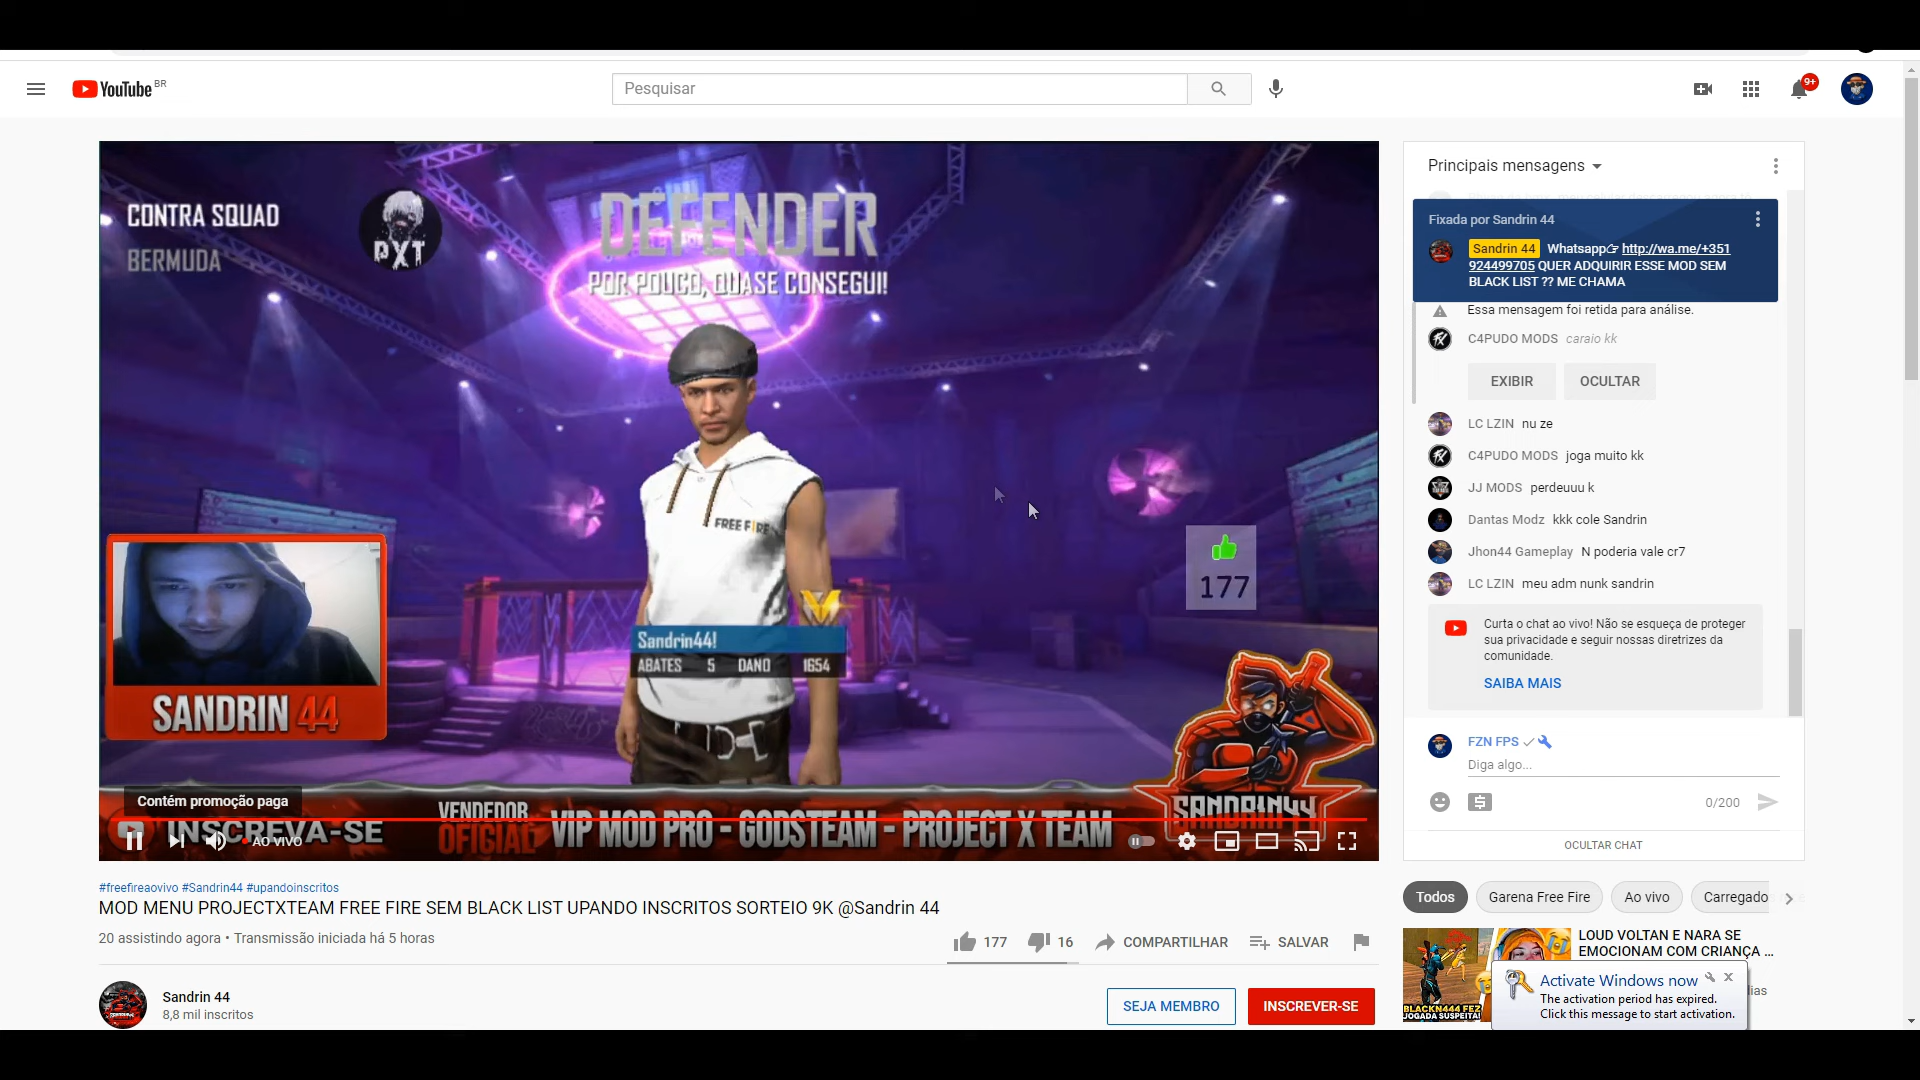 YouTube BR
Pesquisar
9+
CONTRA SQUAD
BERMUDA
PXT
DEFENDER
POR POUCO, QUASE CONSEGUI!
FREE FIRE
177
Sandrin44!
ABATES 5 DANO 1654
SANDRIN 44
Contém promoção paga
INSCREVA-SE
AO VIVO
VENDEDOR
OFICIAL
VIP MOD PRO - GODSTEAM - PROJECT X TEAM
SANDRIN44
#freefireaovivo #Sandrin44 #upandoinscritos
MOD MENU PROJECTXTEAM FREE FIRE SEM BLACK LIST UPANDO INSCRITOS SORTEIO 9K @Sandrin 44
20 assistindo agora • Transmissão iniciada há 5 horas
177
16
COMPARTILHAR
SALVAR
Sandrin 44
8,8 mil inscritos
SEJA MEMBRO
INSCREVER-SE
Principais mensagens
Fixada por Sandrin 44
Sandrin 44 Whatsapp http://wa.me/+351
924499705 QUER ADQUIRIR ESSE MOD SEM
BLACK LIST ?? ME CHAMA
Essa mensagem foi retida para análise.
C4PUDO MODS caraio kk
EXIBIR
OCULTAR
LC LZIN nu ze
C4PUDO MODS joga muito kk
JJ MODS perdeuuu k
Dantas Modz kkk cole Sandrin
Jhon44 Gameplay N poderia vale cr7
LC LZIN meu adm nunk sandrin
Curta o chat ao vivo! Não se esqueça de proteger
sua privacidade e seguir nossas diretrizes da
comunidade.
SAIBA MAIS
FZN FPS
Diga algo...
0/200
OCULTAR CHAT
Todos
Garena Free Fire
Ao vivo
Carregado
LOUD VOLTAN E NARA SE
EMOCIONAM COM CRIANÇA ...
BLACKN444 FEZ
JOGADA SUSPEITA!
Activate Windows now
The activation period has expired.
Click this message to start activation.